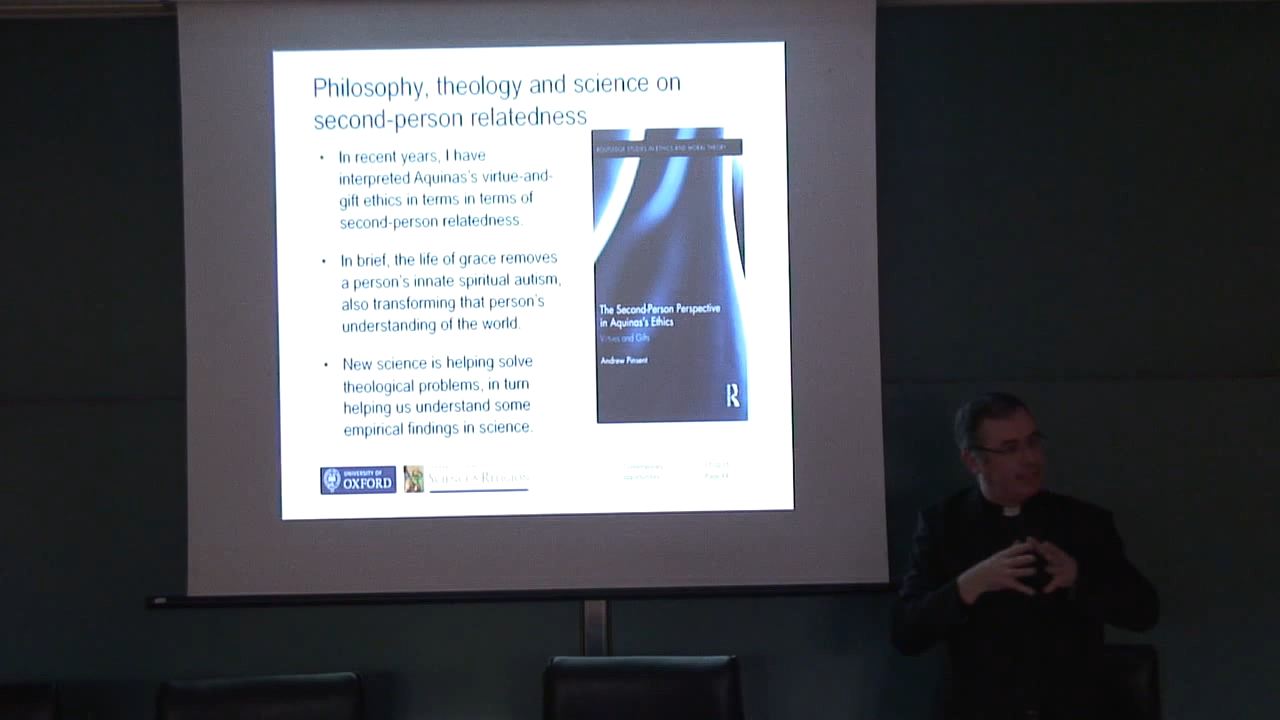 Philosophy, theology and science on
second-person relatedness
• In recent years, I have
interpreted Aquinas's virtue-and-
gift ethics in terms in terms of
second-person relatedness.
• In brief, the life of grace removes
a person's innate spiritual autism,
also transforming that person's
understanding of the world.
• New science is helping solve
theological problems, in turn
helping us understand some
empirical findings in science.
ROUTLEDGE STUDIES IN ETHICS AND MORAL THEORY
The Second-Person Perspective
in Aquinas's Ethics
Virtues and Gifts
Andrew Pinsent
R
UNIVERSITY OF
OXFORD
SCIENCE & RELIGION